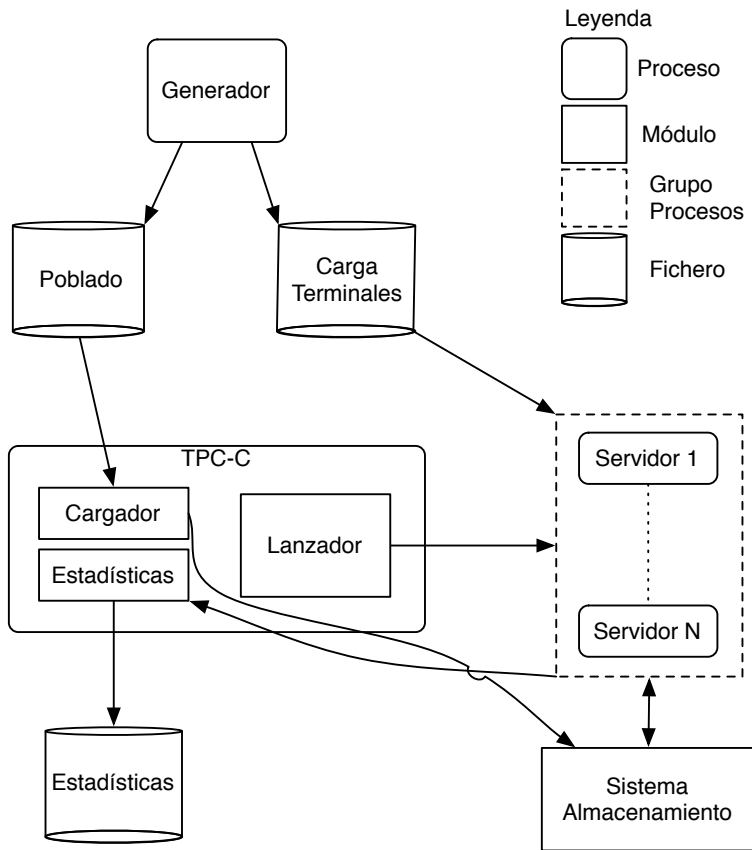 Leyenda
Proceso
Módulo
Grupo
Procesos
Fichero
Generador
Poblado
Carga
Terminales
TPC-C
Cargador
Estadísticas
Lanzador
Servidor 1
Servidor N
Estadísticas
Sistema
Almacenamiento